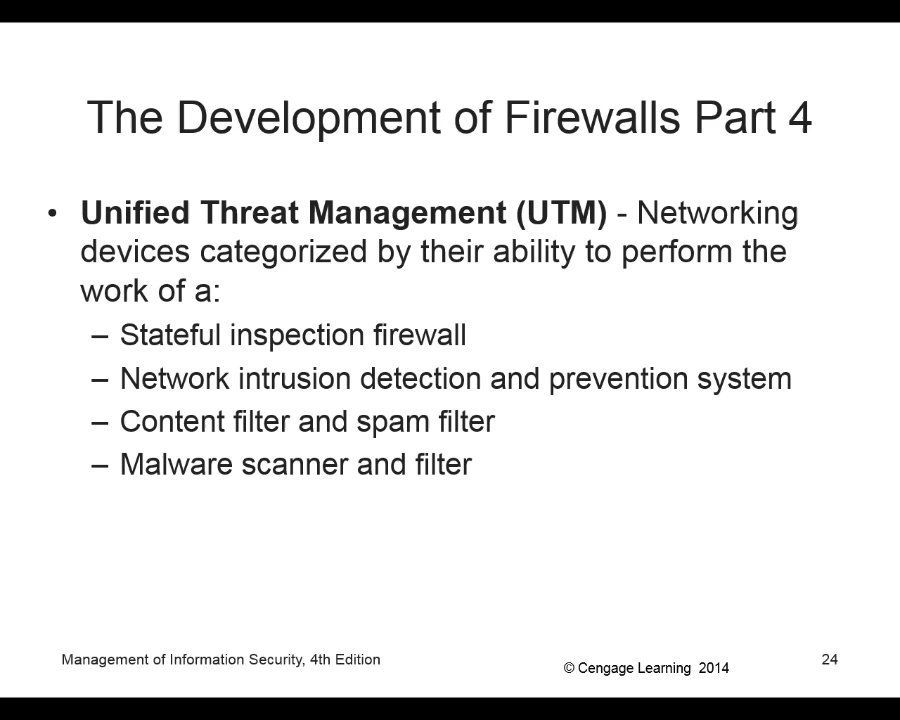 The Development of Firewalls Part 4
• Unified Threat Management (UTM) - Networking
devices categorized by their ability to perform the
work of a:
– Stateful inspection firewall
– Network intrusion detection and prevention system
– Content filter and spam filter
– Malware scanner and filter
Management of Information Security, 4th Edition
© Cengage Learning 2014
24